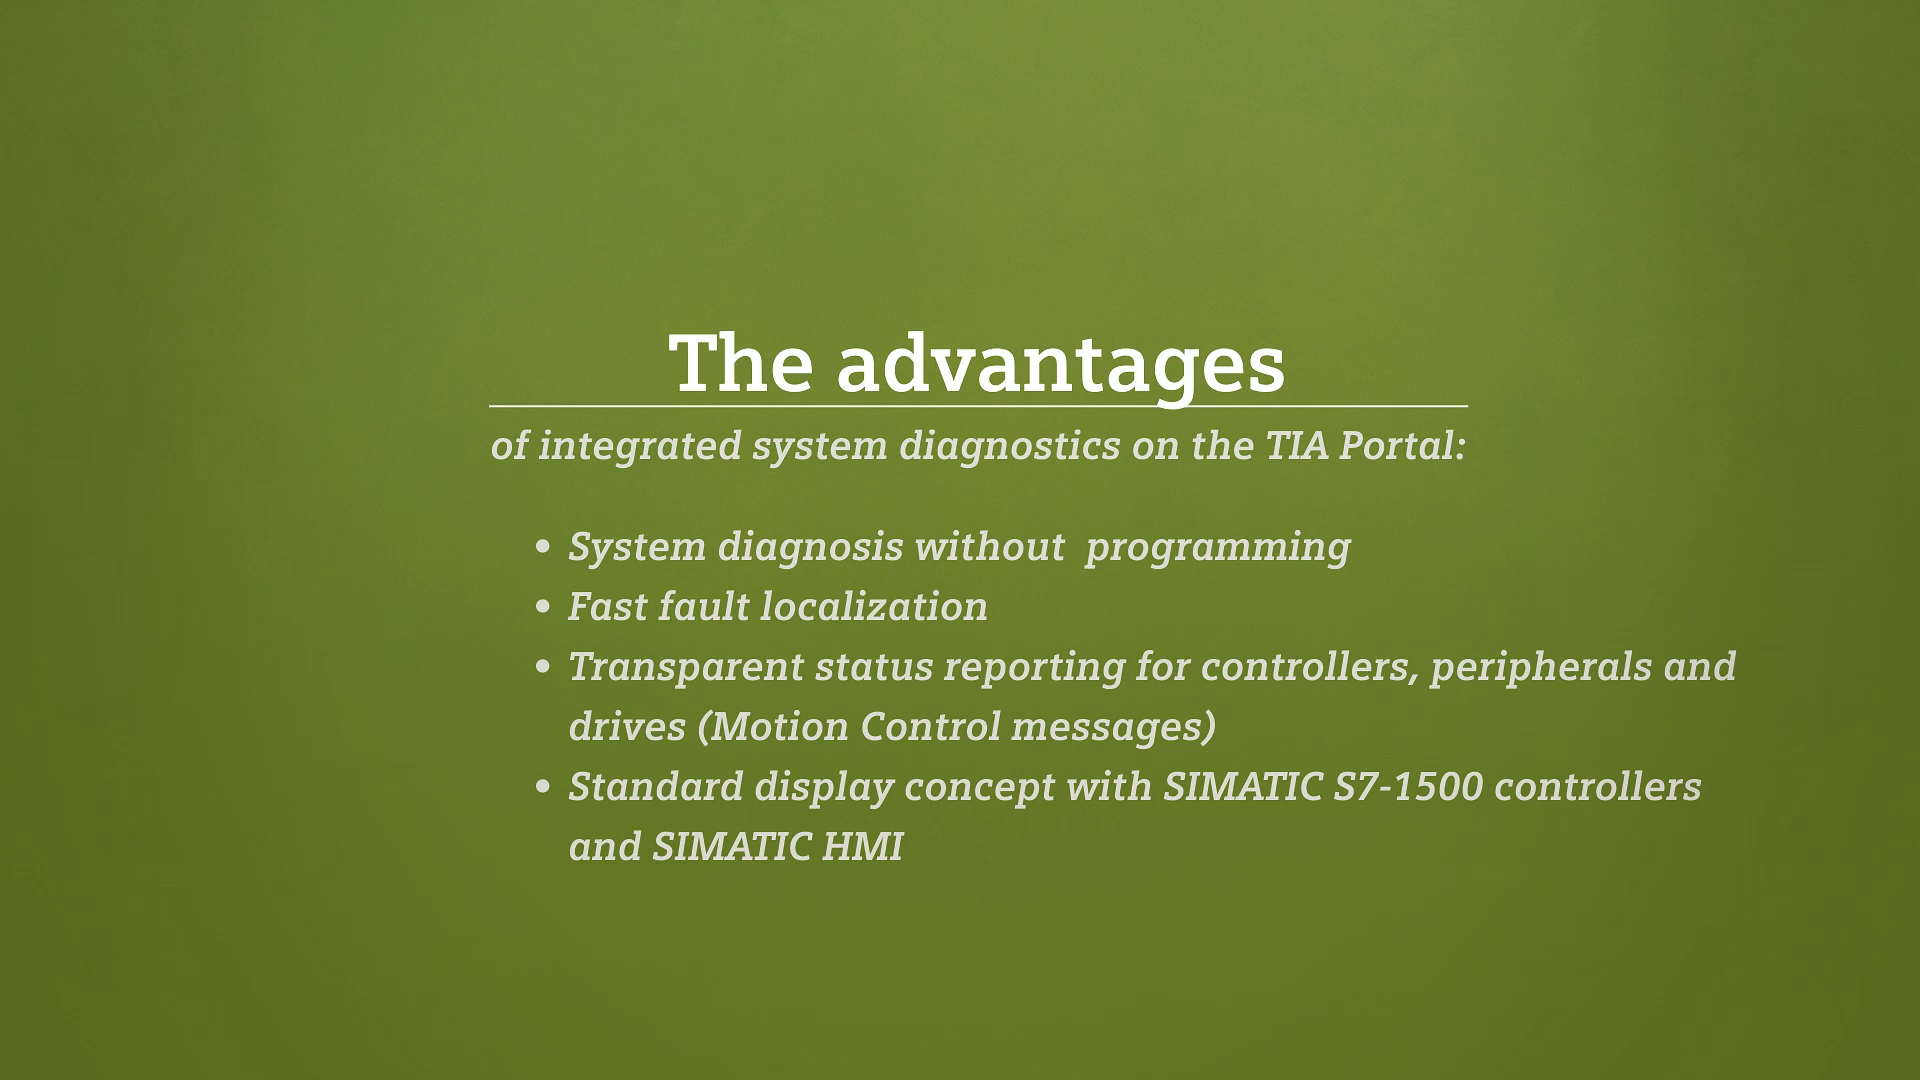 The advantages
of integrated system diagnostics on the TIA Portal:
• System diagnosis without  programming
• Fast fault localization
• Transparent status reporting for controllers, peripherals and
drives (Motion Control messages)
• Standard display concept with SIMATIC S7-1500 controllers
and SIMATIC HMI